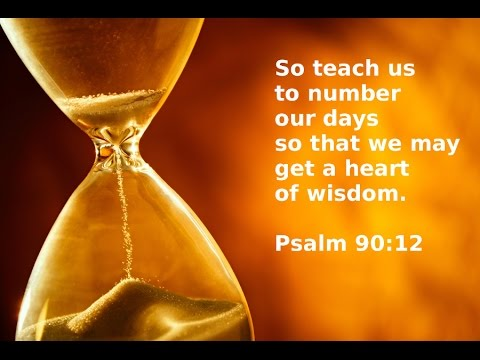 So teach us
to number
our days
so that we may
get a heart
of wisdom.
Psalm 90:12